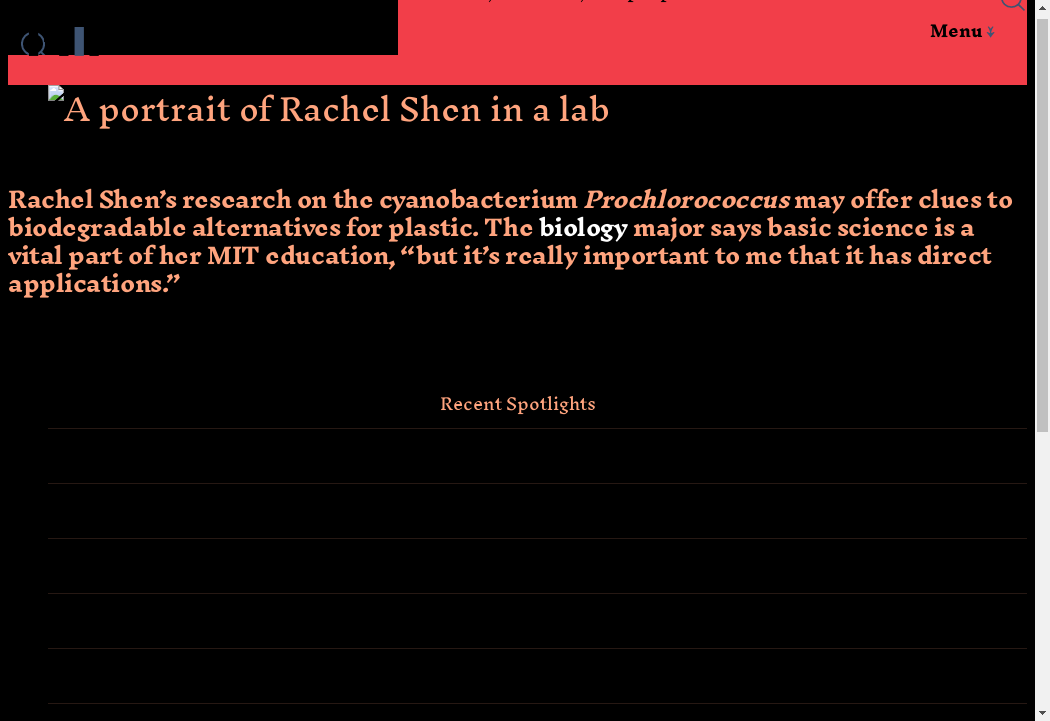 Menu
A portrait of Rachel Shen in a lab
Rachel Shen’s research on the cyanobacterium Prochlorococcus may offer clues to
biodegradable alternatives for plastic. The biology major says basic science is a
vital part of her MIT education, “but it’s really important to me that it has direct
applications.”
Recent Spotlights